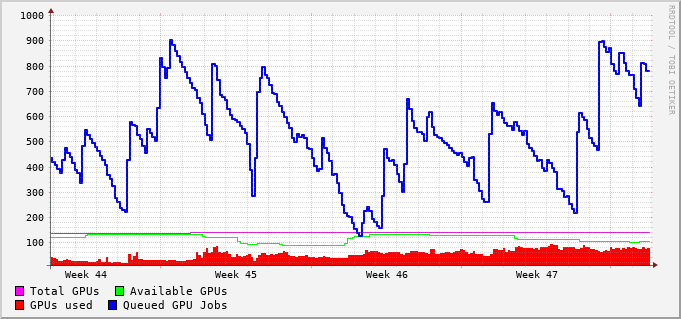 1000
900
800
700
600
500
400
300
200
100
Week 44 Week 45 Week 46 Week 47
Total GPUs Available GPUs
GPUs used Queued GPU Jobs
RRDTOOL / TOBI OETIKER